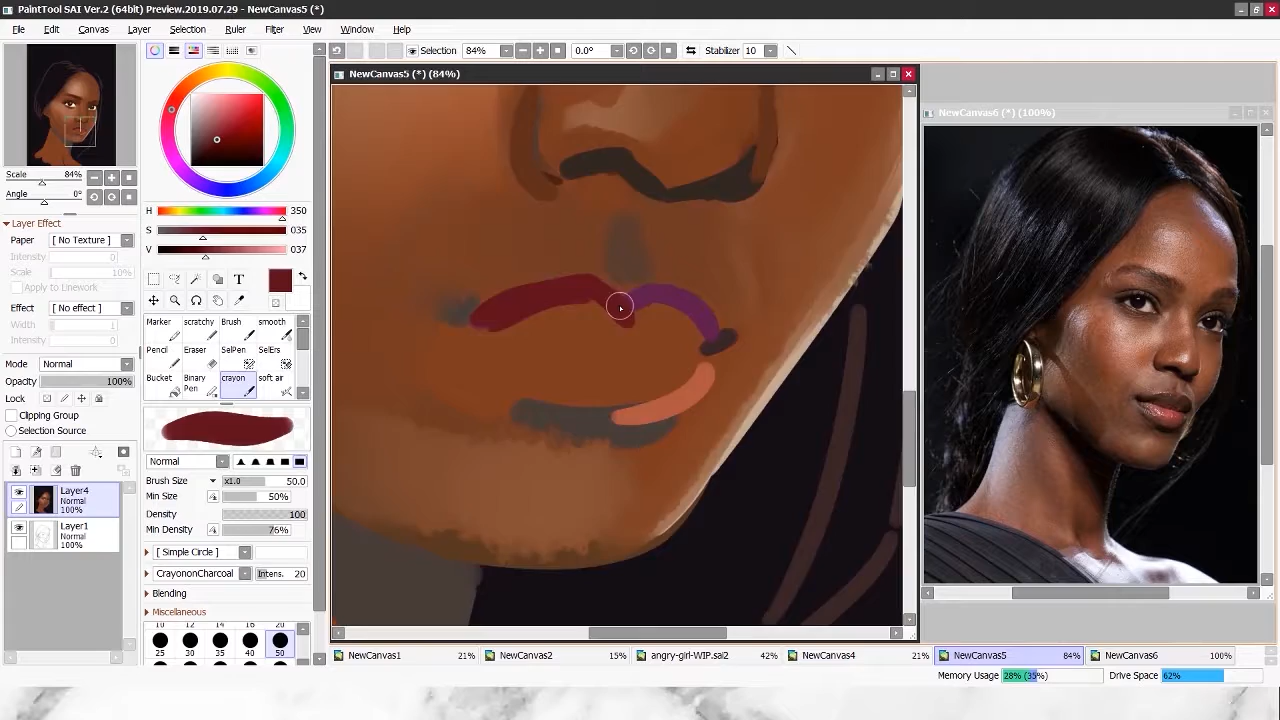 PaintTool SAI Ver.2 (64bit) Preview.2019.07.29 - NewCanvas5 (*)
File Edit Canvas Layer Selection Ruler Filter View Window Help
Selection 84% 0.0° Stabilizer 10
NewCanvas5 (*) (84%)
NewCanvas6 (*) (100%)
Scale 84%
Angle 0°
Layer Effect
Paper [ No Texture ]
Intensity 0
Scale 10%
Apply to Linework
Effect [ No effect ]
Width 1
Intensity 0
Mode Normal
Opacity 100%
Lock
Clipping Group
Selection Source
Layer4
Normal
100%
Layer1
Normal
100%
H 350
S 035
V 037
T
Marker scratchy Brush smooth
Pencil Eraser SelPen SelErs
Bucket Binary Pen crayon soft air
Normal
Brush Size x1.0 50.0
Min Size 50%
Density 100
Min Density 76%
[ Simple Circle ]
CrayononCharcoal Intens. 20
Blending
Miscellaneous
10 12 14 16 20
25 30 35 40 50
NewCanvas1 21% NewCanvas2 15% angry-girl-WIP.sai2 42% NewCanvas4 21% NewCanvas5 84% NewCanvas6 100%
Memory Usage 28% (35%) Drive Space 62%